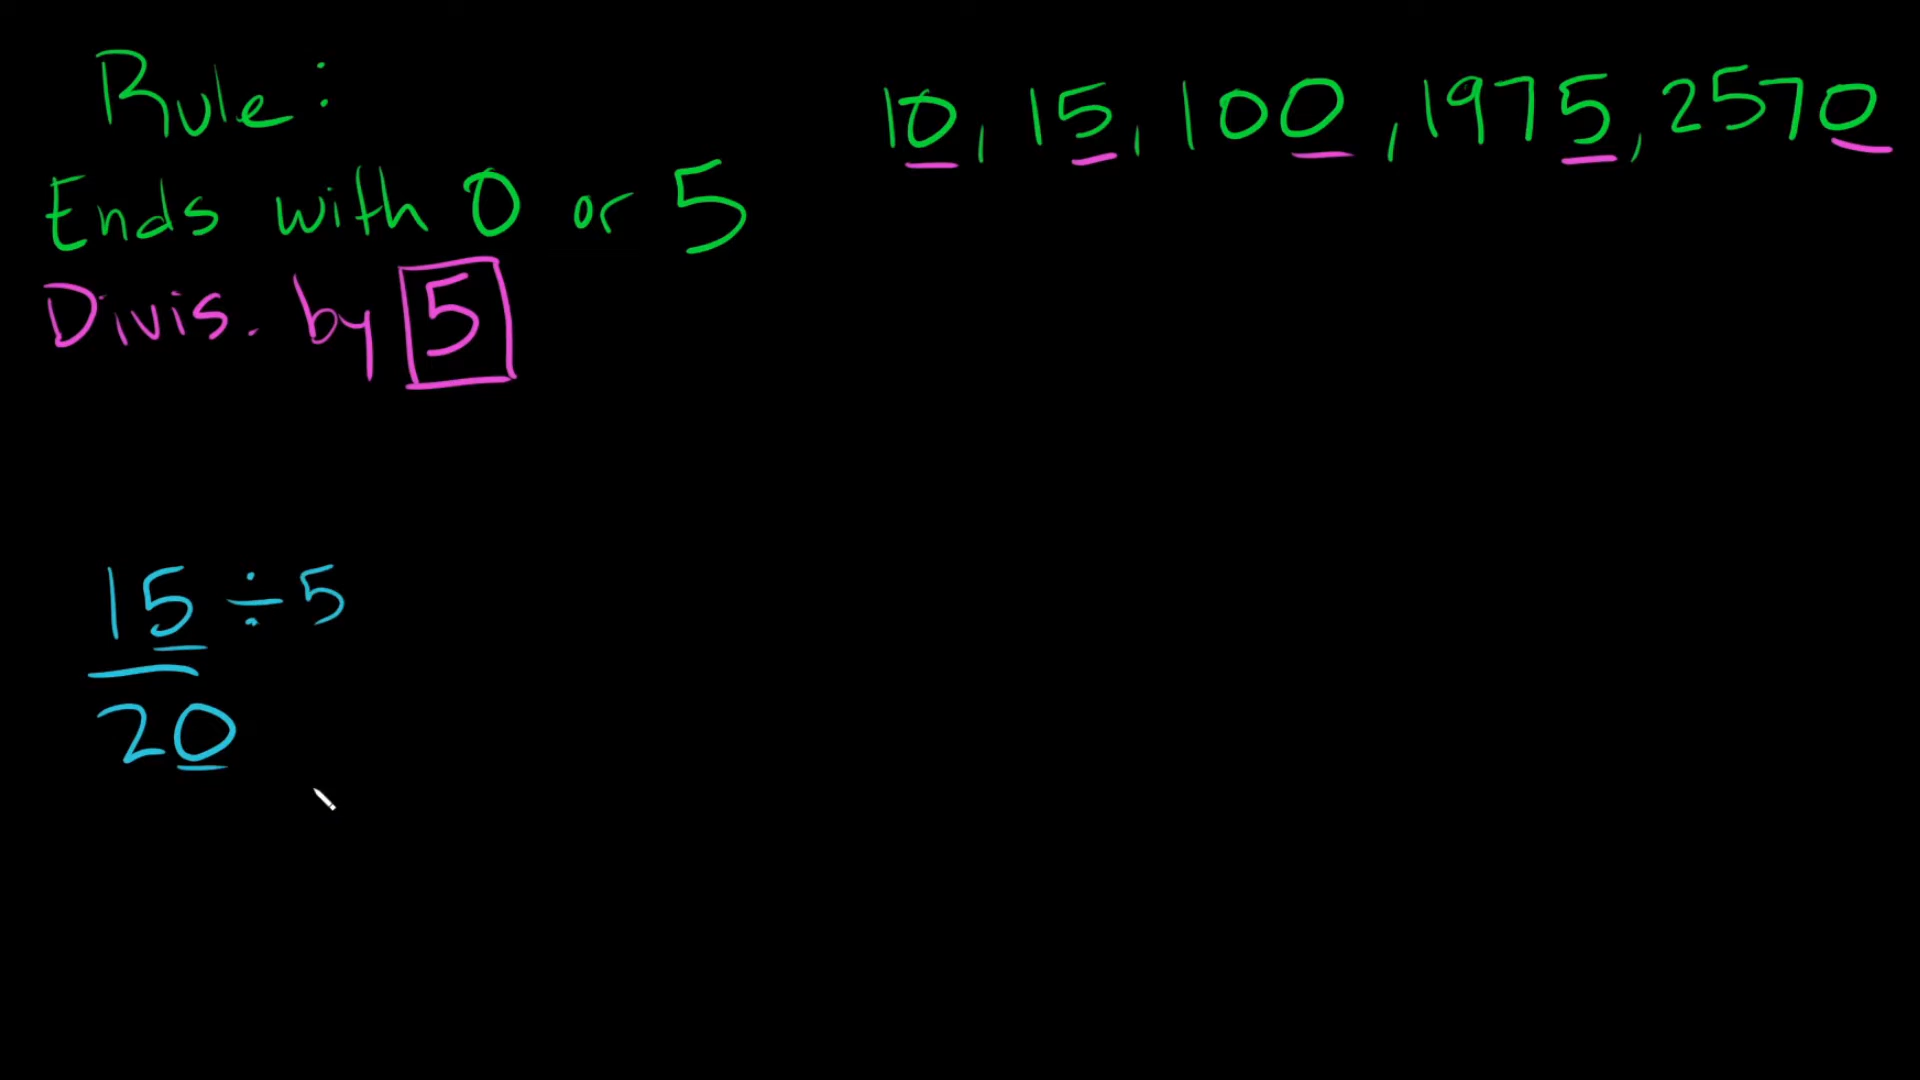 Rule:
Ends with 0 or 5
Divis. by 5
10, 15, 100, 1975, 2570
15 ÷ 5
20